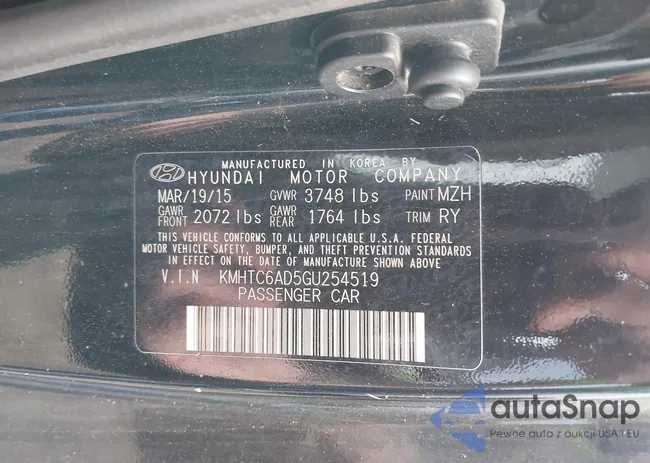 MANUFACTURED IN KOREA BY
HYUNDAI MOTOR COMPANY
MAR/19/15 GVWR 3748 lbs PAINT MZH
GAWR FRONT 2072 lbs GAWR REAR 1764 lbs TRIM RY
THIS VEHICLE CONFORMS TO ALL APPLICABLE U.S.A. FEDERAL
MOTOR VEHICLE SAFETY, BUMPER, AND THEFT PREVENTION STANDARDS
IN EFFECT ON THE DATE OF MANUFACTURE SHOWN ABOVE
V.I.N KMHTC6AD5GU254519
PASSENGER CAR
autaSnap
Pewne auta z aukcji USA i EU